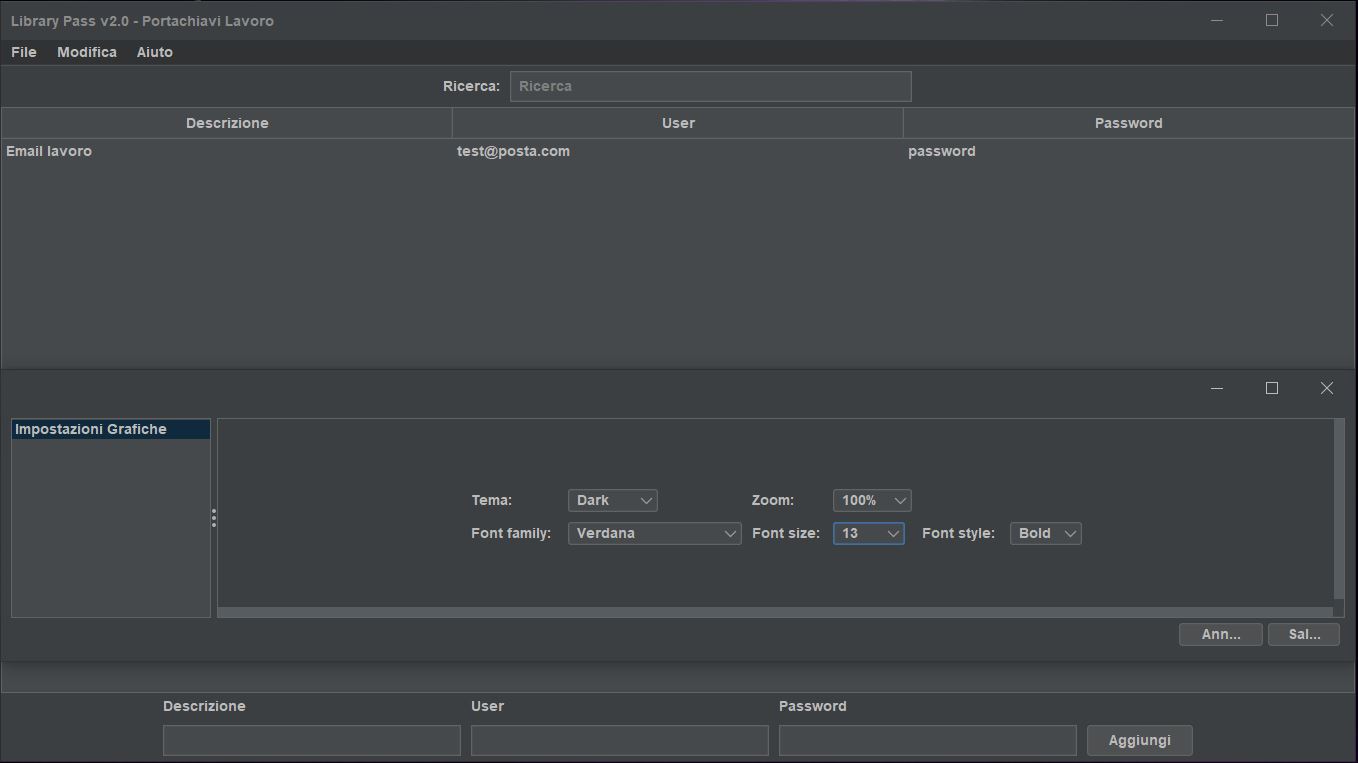 Library Pass v2.0 - Portachiavi Lavoro
File Modifica Aiuto
Ricerca: Ricerca
Descrizione User Password
Email lavoro test@posta.com password
Impostazioni Grafiche
Tema: Dark Zoom: 100%
Font family: Verdana Font size: 13 Font style: Bold
Ann... Sal...
Descrizione User Password
Aggiungi